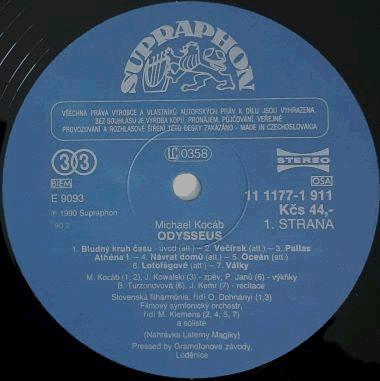 SUPRAPHON
VŠECHNA PRÁVA VÝROBCE A VLASTNÍKŮ AUTORSKÝCH PRÁV K DÍLU JSOU VYHRAZENA.
BEZ SOUHLASU JE VÝROBA KOPIÍ, PRONÁJEM, PŮJČOVÁNÍ, VEŘEJNÉ
PROVOZOVÁNÍ A ROZHLASOVÉ ŠÍŘENÍ TÉTO DESKY ZAKÁZÁNO - MADE IN CZECHOSLOVAKIA
33
LC 0358
STEREO
BIEM
OSA
E 9093
11 1177-1 911
Kčs 44,-
℗ 1990 Supraphon
1. STRANA
90 2
Michael Kocáb
ODYSSEUS
1. Bludný kruh času - úvod (att.) – 2. Večírek (att.) – 3. Pallas
Athéna 1. – 4. Návrat domů (att.) – 5. Oceán (att.)
6. Lotofágové (att.) – 7. Války
M. Kocáb (1, 2), J. Kowalski (3) - zpěv, P. Janů (6) - výkřiky
B. Turzonovová (6), J. Kemr (7) - recitace
Slovenská filharmónia, řídí O. Dohnányi (1,3)
Filmový symfonický orchestr,
řídí M. Klemens (2, 4, 5, 7)
a sólisté
(Nahrávka Laterny Magiky)
Pressed by Gramofonové závody,
Loděnice